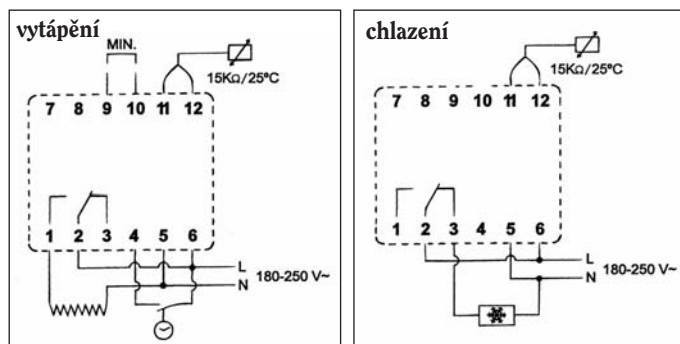 vytápění
MIN.
15KΩ/25°C
7 8 9 10 11 12
1 2 3 4 5 6
L
N
180-250 V~
chlazení
15KΩ/25°C
7 8 9 10 11 12
1 2 3 4 5 6
L
N
180-250 V~